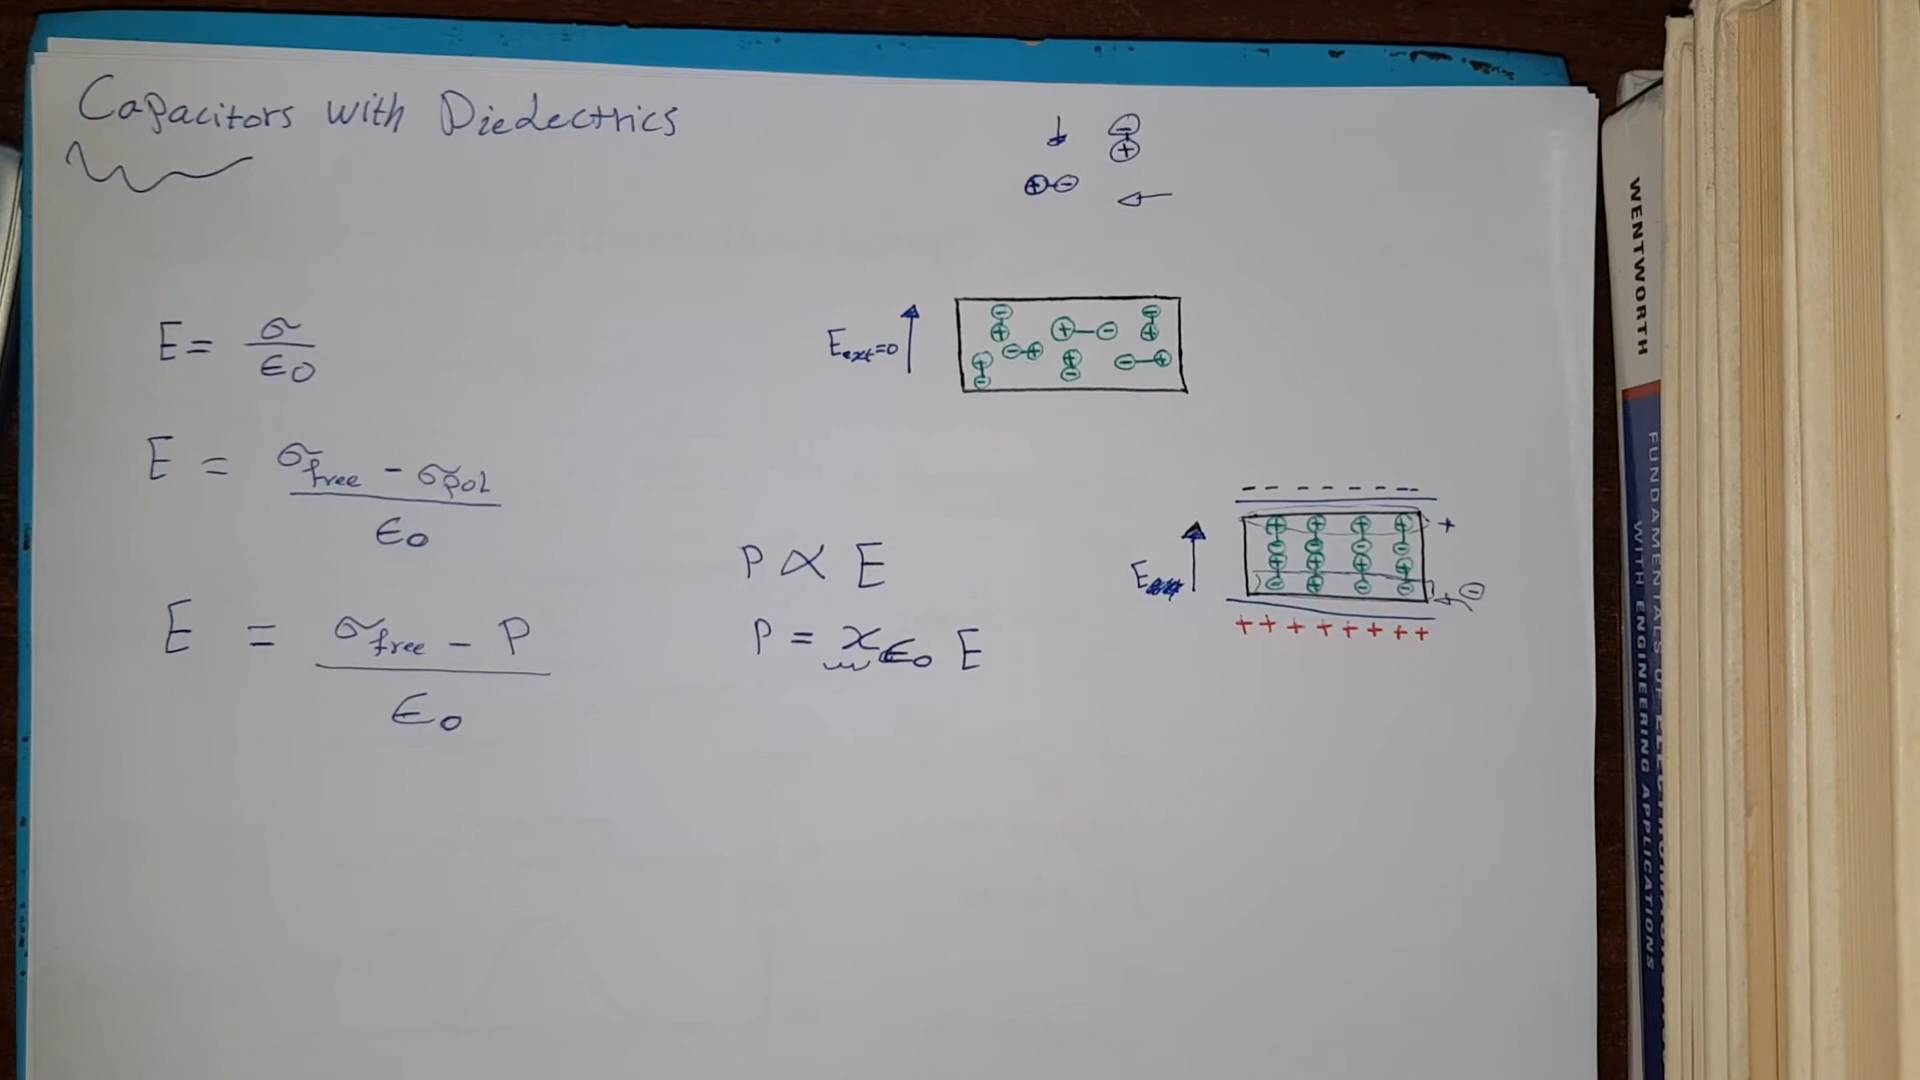 Capacitors with Dielectrics
E = σ / ϵ0
E = σfree - σpol / ϵ0
E = σfree - P / ϵ0
P ∝ E
P = χϵ0 E
Eext=0
E
- - - - - - - -
+
-
+ + + + + + + +
WENTWORTH
FUNDAMENTALS OF
WITH ENGINEERING APPLICATIONS